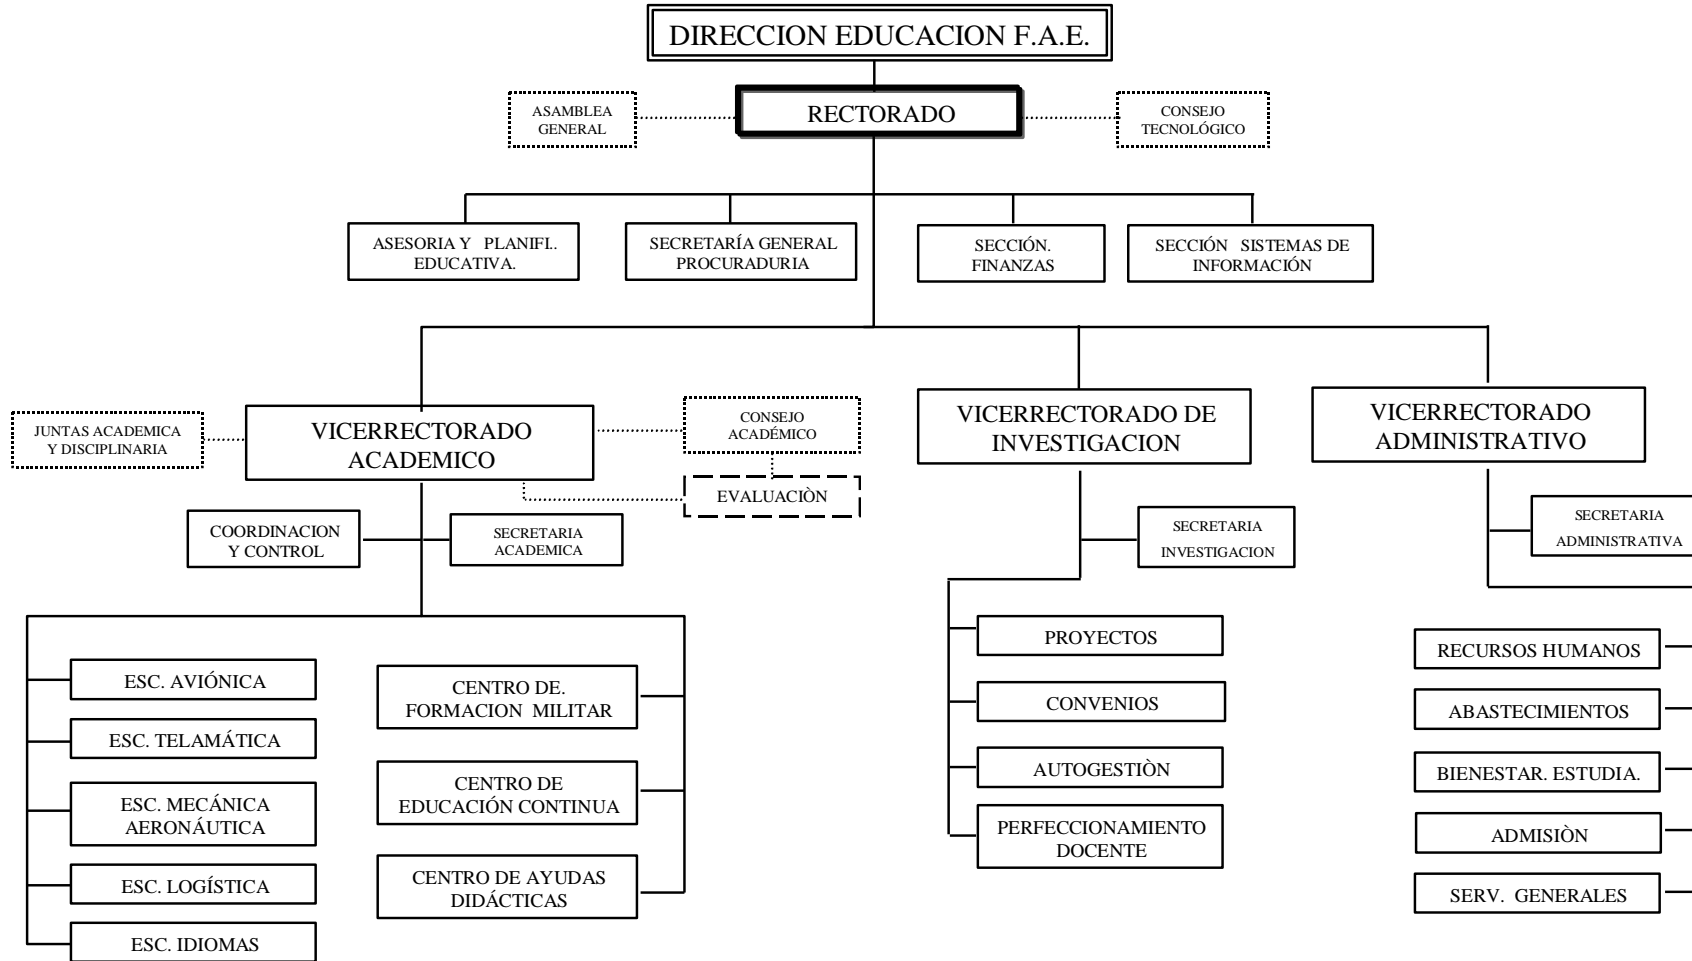 DIRECCION EDUCACION F.A.E.
ASAMBLEA
GENERAL
RECTORADO
CONSEJO
TECNOLÓGICO
ASESORIA Y PLANIFI..
EDUCATIVA.
SECRETARÍA GENERAL
PROCURADURIA
SECCIÓN.
FINANZAS
SECCIÓN SISTEMAS DE
INFORMACIÓN
JUNTAS ACADEMICA
Y DISCIPLINARIA
VICERRECTORADO
ACADEMICO
CONSEJO
ACADÉMICO
EVALUACIÒN
VICERRECTORADO DE
INVESTIGACION
VICERRECTORADO
ADMINISTRATIVO
COORDINACION
Y CONTROL
SECRETARIA
ACADEMICA
SECRETARIA
INVESTIGACION
SECRETARIA
ADMINISTRATIVA
ESC. AVIÓNICA
ESC. TELAMÁTICA
ESC. MECÁNICA
AERONÁUTICA
ESC. LOGÍSTICA
ESC. IDIOMAS
CENTRO DE.
FORMACION MILITAR
CENTRO DE
EDUCACIÓN CONTINUA
CENTRO DE AYUDAS
DIDÁCTICAS
PROYECTOS
CONVENIOS
AUTOGESTIÒN
PERFECCIONAMIENTO
DOCENTE
RECURSOS HUMANOS
ABASTECIMIENTOS
BIENESTAR. ESTUDIA.
ADMISIÒN
SERV. GENERALES